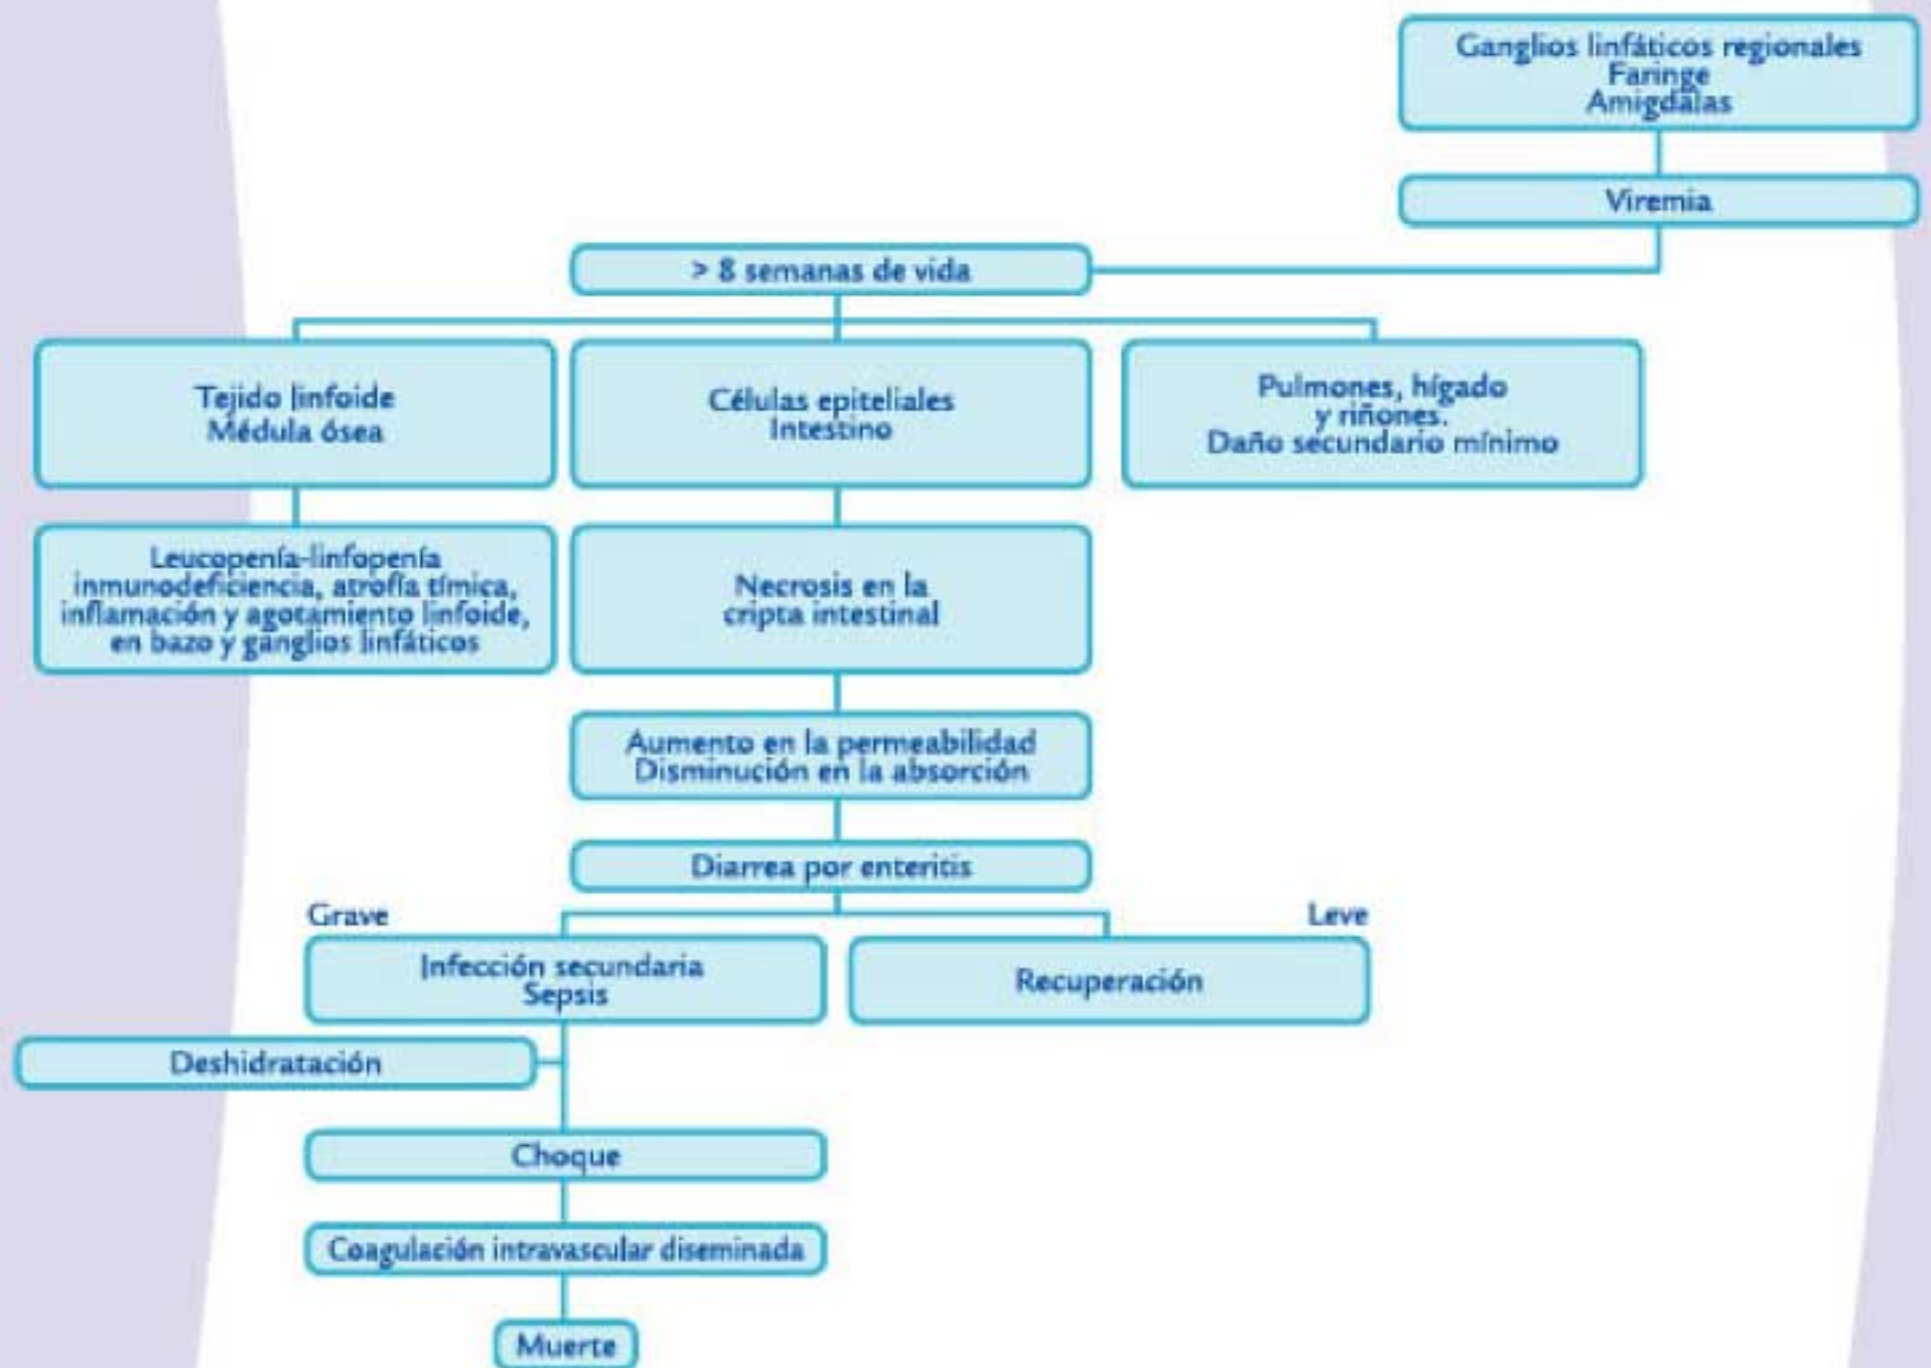 Ganglios linfáticos regionales
Faringe
Amigdálas
Viremia
> 8 semanas de vida
Tejido linfoide
Médula ósea
Células epiteliales
Intestino
Pulmones, hígado
y riñones.
Daño secundario mínimo
Leucopenía-linfopenía
inmunodeficiencia, atrofia tímica,
inflamación y agotamiento linfoide,
en bazo y ganglios linfáticos
Necrosis en la
cripta intestinal
Aumento en la permeabilidad
Disminución en la absorción
Diarrea por enteritis
Grave
Leve
Infección secundaria
Sepsis
Recuperación
Deshidratación
Choque
Coagulación intravascular diseminada
Muerte